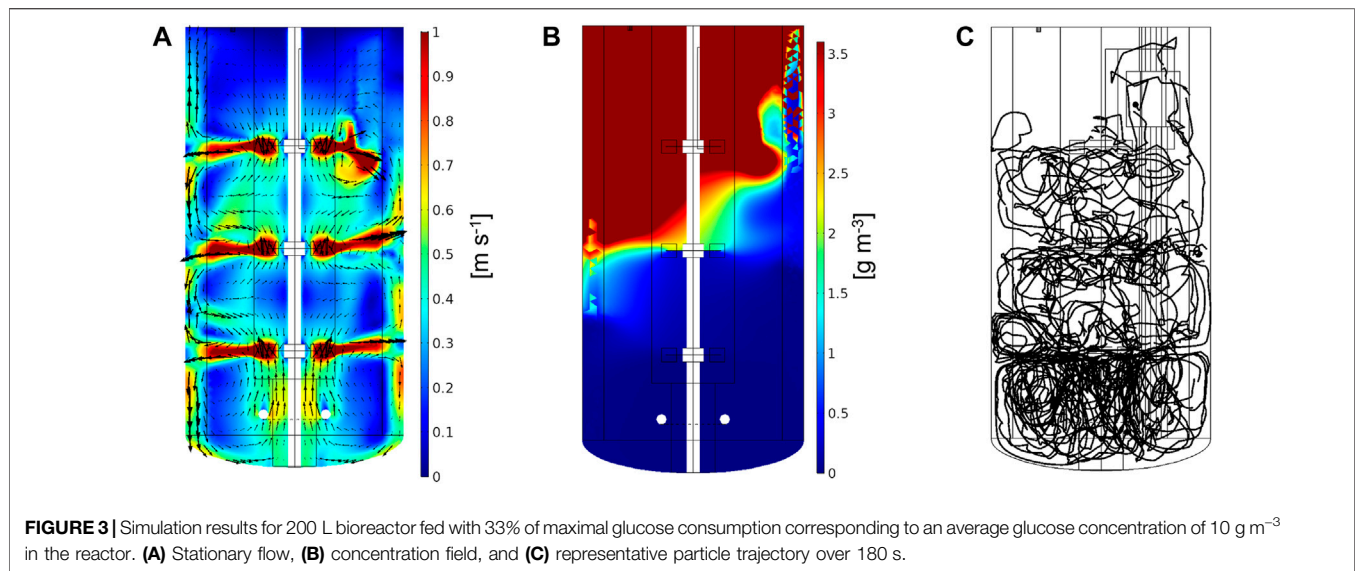 A
1
0.9
0.8
0.7
0.6
0.5
0.4
0.3
0.2
0.1
0
[m s-1]
B
3.5
3
2.5
2
1.5
1
0.5
0
[g m-3]
C
FIGURE 3 | Simulation results for 200 L bioreactor fed with 33% of maximal glucose consumption corresponding to an average glucose concentration of 10 g m−3
in the reactor. (A) Stationary flow, (B) concentration field, and (C) representative particle trajectory over 180 s.